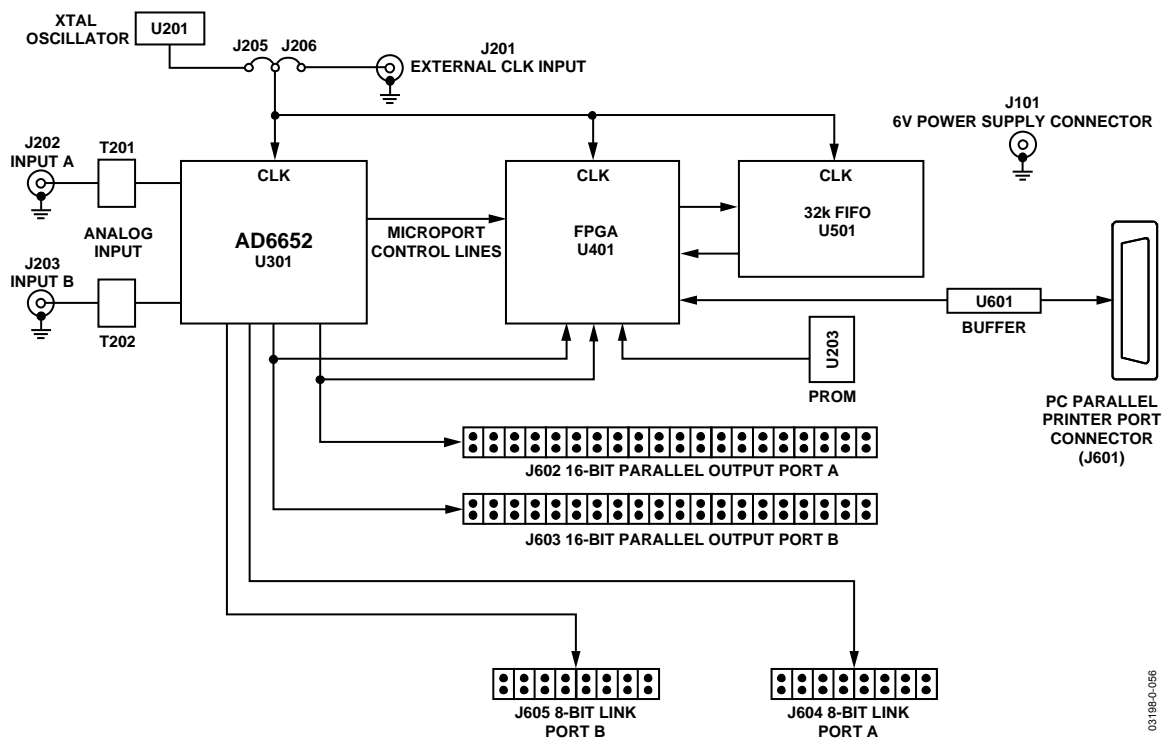 XTAL
OSCILLATOR
U201
J205
J206
J201
EXTERNAL CLK INPUT
J101
6V POWER SUPPLY CONNECTOR
J202
INPUT A
T201
CLK
CLK
CLK
ANALOG
INPUT
AD6652
U301
MICROPORT
CONTROL LINES
FPGA
U401
32k FIFO
U501
J203
INPUT B
T202
U601
BUFFER
U203
PROM
PC PARALLEL
PRINTER PORT
CONNECTOR
(J601)
J602 16-BIT PARALLEL OUTPUT PORT A
J603 16-BIT PARALLEL OUTPUT PORT B
J605 8-BIT LINK
PORT B
J604 8-BIT LINK
PORT A
03198-0-056